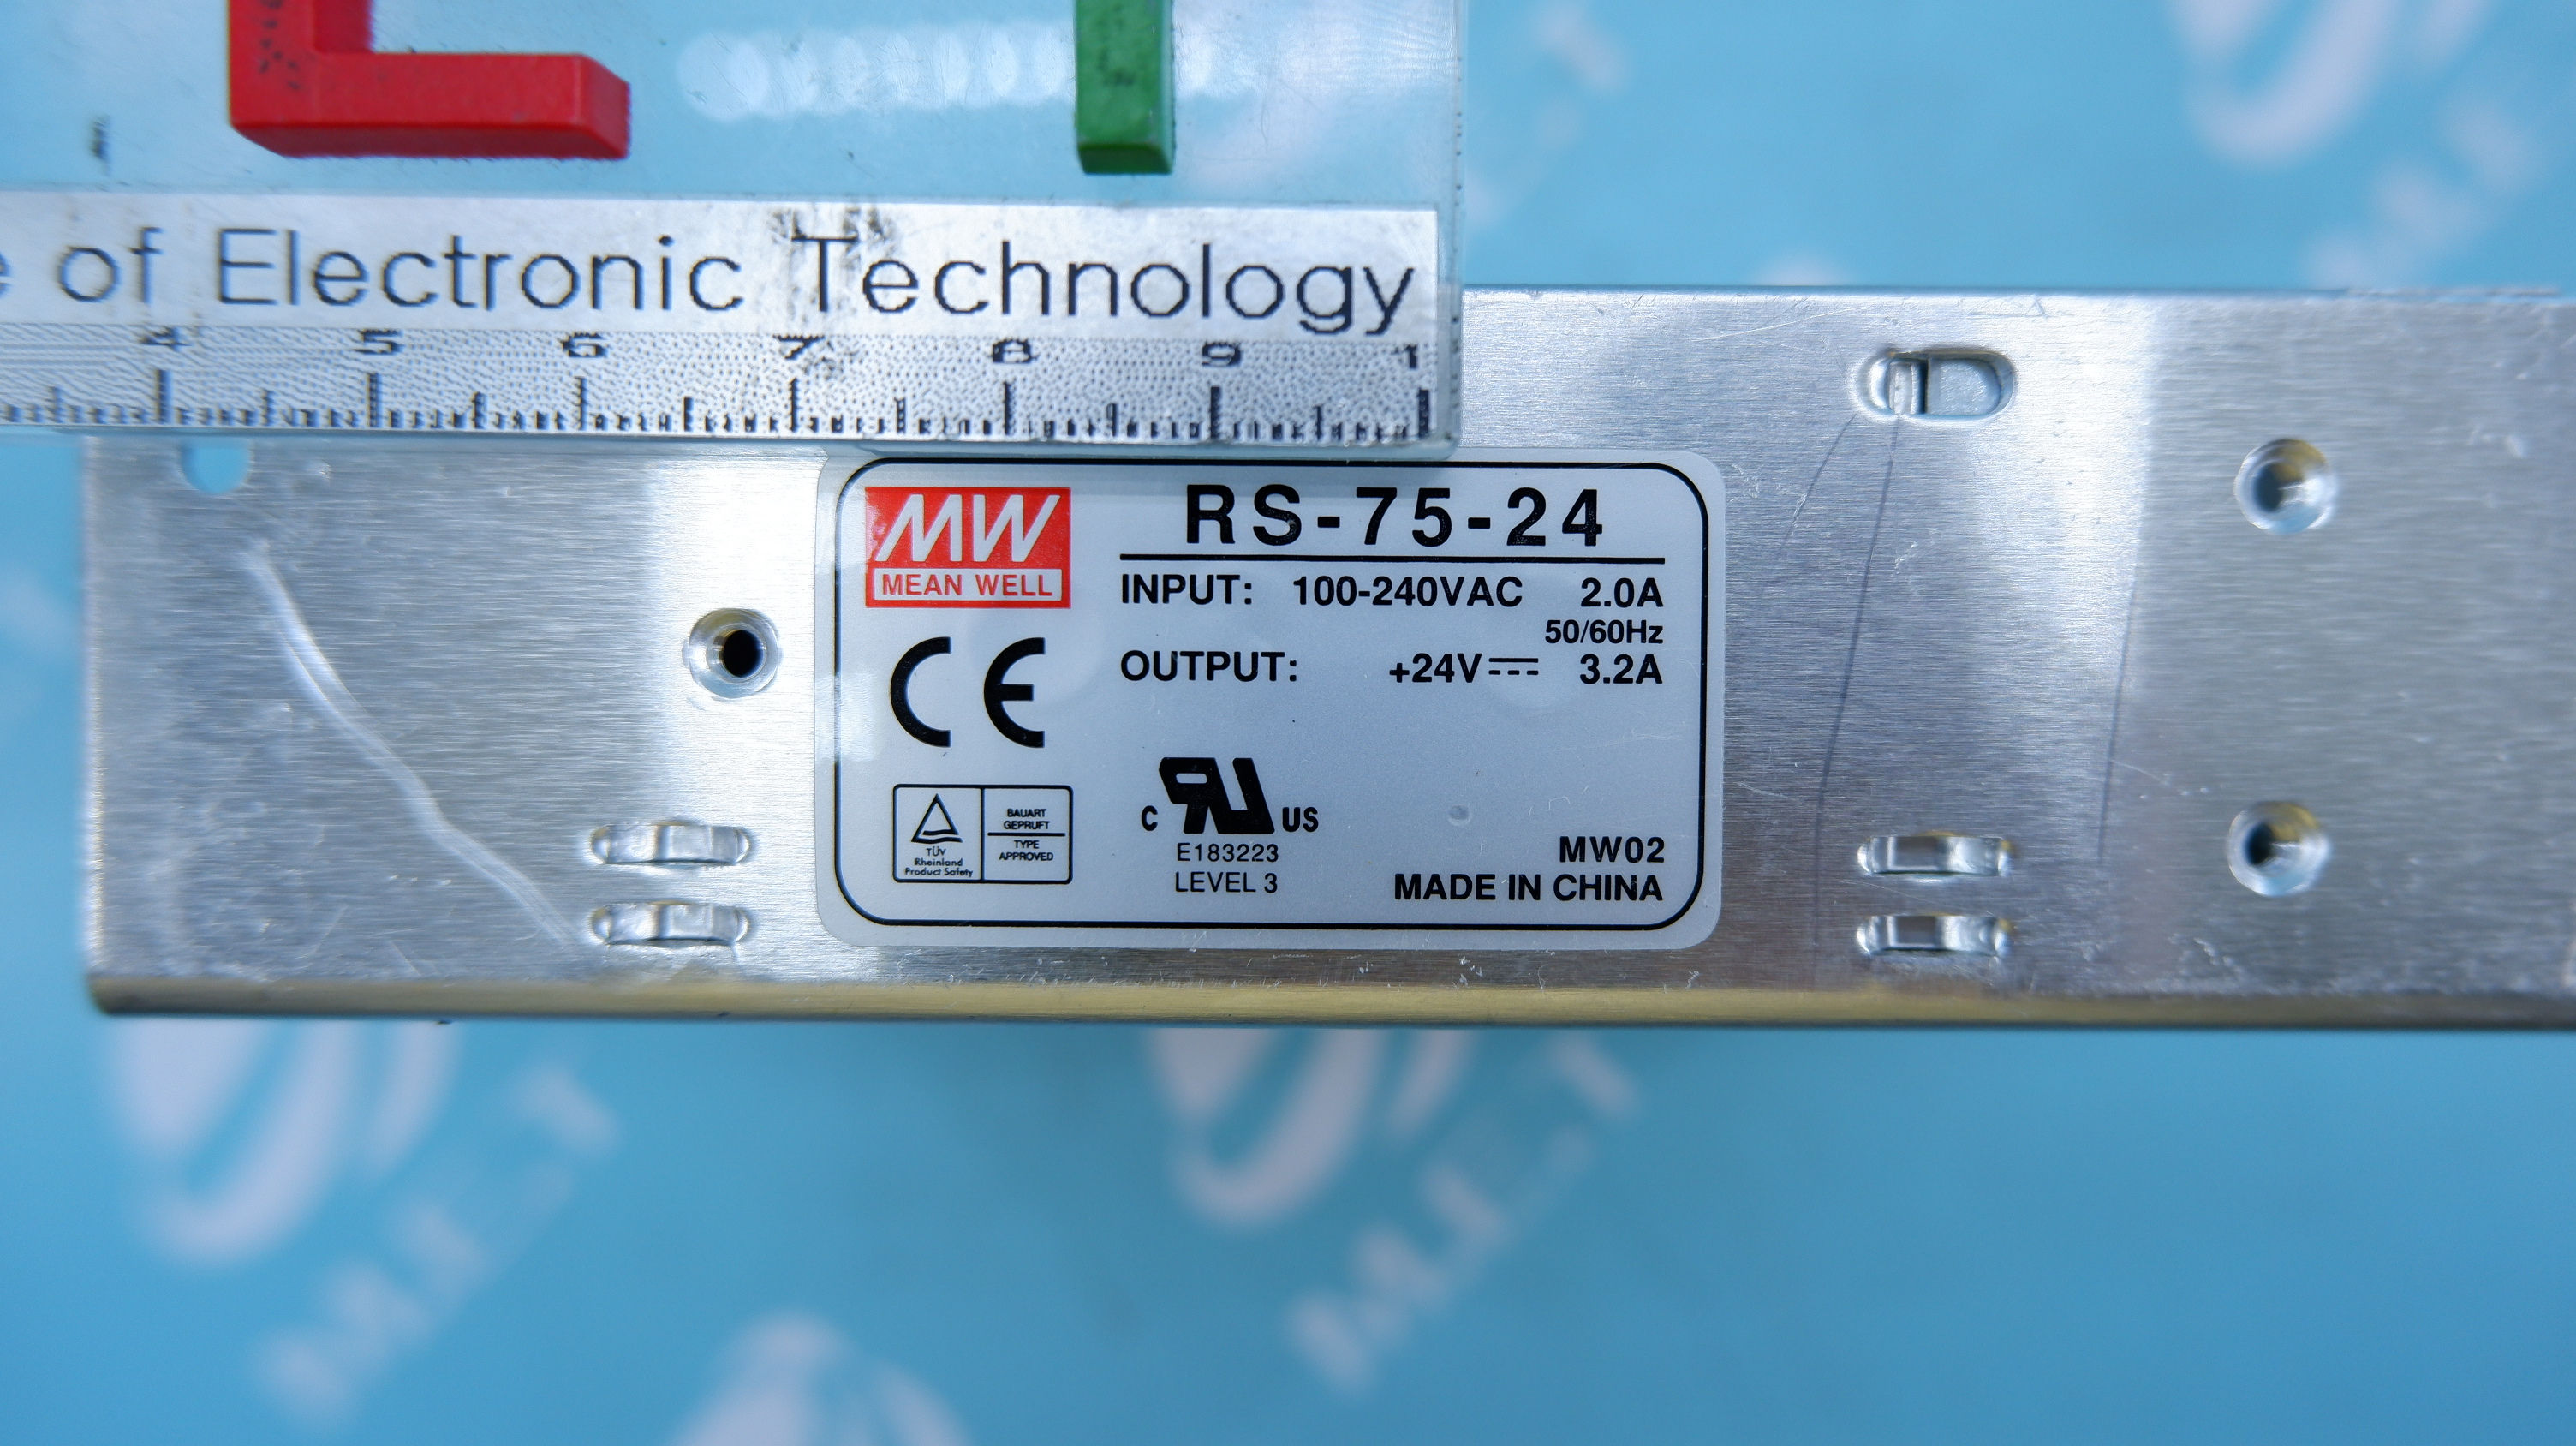 of Electronic Technology
4 5 6 7 8 9 1
MW
MEAN WELL
RS-75-24
INPUT: 100-240VAC 2.0A
50/60Hz
OUTPUT: +24V⎓ 3.2A
CE
TÜV
Rheinland
Product Safety
BAUART
GEPRUFT
TYPE
APPROVED
C RU US
E183223
LEVEL 3
MW02
MADE IN CHINA
M.E.T
M.E.T